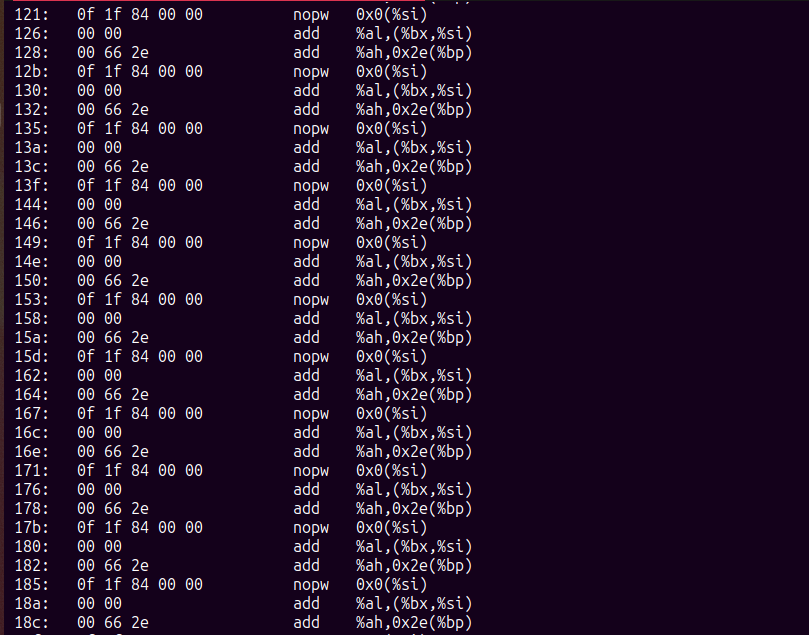 121:   0f 1f 84 00 00          nopw   0x0(%si)
126:   00 00                   add    %al,(%bx,%si)
128:   00 66 2e                add    %ah,0x2e(%bp)
12b:   0f 1f 84 00 00          nopw   0x0(%si)
130:   00 00                   add    %al,(%bx,%si)
132:   00 66 2e                add    %ah,0x2e(%bp)
135:   0f 1f 84 00 00          nopw   0x0(%si)
13a:   00 00                   add    %al,(%bx,%si)
13c:   00 66 2e                add    %ah,0x2e(%bp)
13f:   0f 1f 84 00 00          nopw   0x0(%si)
144:   00 00                   add    %al,(%bx,%si)
146:   00 66 2e                add    %ah,0x2e(%bp)
149:   0f 1f 84 00 00          nopw   0x0(%si)
14e:   00 00                   add    %al,(%bx,%si)
150:   00 66 2e                add    %ah,0x2e(%bp)
153:   0f 1f 84 00 00          nopw   0x0(%si)
158:   00 00                   add    %al,(%bx,%si)
15a:   00 66 2e                add    %ah,0x2e(%bp)
15d:   0f 1f 84 00 00          nopw   0x0(%si)
162:   00 00                   add    %al,(%bx,%si)
164:   00 66 2e                add    %ah,0x2e(%bp)
167:   0f 1f 84 00 00          nopw   0x0(%si)
16c:   00 00                   add    %al,(%bx,%si)
16e:   00 66 2e                add    %ah,0x2e(%bp)
171:   0f 1f 84 00 00          nopw   0x0(%si)
176:   00 00                   add    %al,(%bx,%si)
178:   00 66 2e                add    %ah,0x2e(%bp)
17b:   0f 1f 84 00 00          nopw   0x0(%si)
180:   00 00                   add    %al,(%bx,%si)
182:   00 66 2e                add    %ah,0x2e(%bp)
185:   0f 1f 84 00 00          nopw   0x0(%si)
18a:   00 00                   add    %al,(%bx,%si)
18c:   00 66 2e                add    %ah,0x2e(%bp)